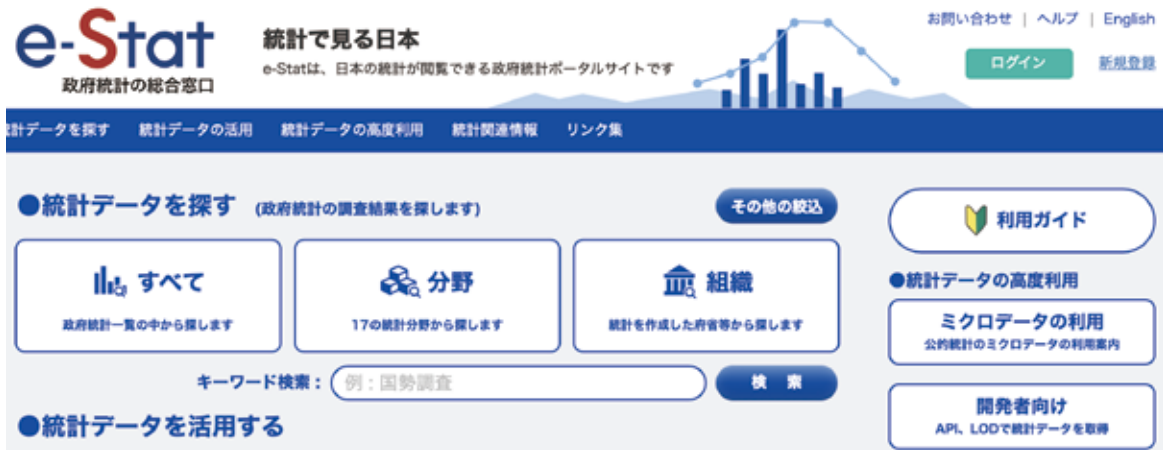 e-Stat
政府統計の総合窓口
統計で見る日本
e-Statは、日本の統計が閲覧できる政府統計ポータルサイトです
お問い合わせ | ヘルプ | English
ログイン
新規登録
統計データを探す 統計データの活用 統計データの高度利用 統計関連情報 リンク集
●統計データを探す (政府統計の調査結果を探します)
その他の絞込
すべて
政府統計一覧の中から探します
分野
17の統計分野から探します
組織
統計を作成した府省等から探します
キーワード検索：
例：国勢調査
検 索
●統計データを活用する
利用ガイド
●統計データの高度利用
ミクロデータの利用
公的統計のミクロデータの利用案内
開発者向け
API、LODで統計データを取得